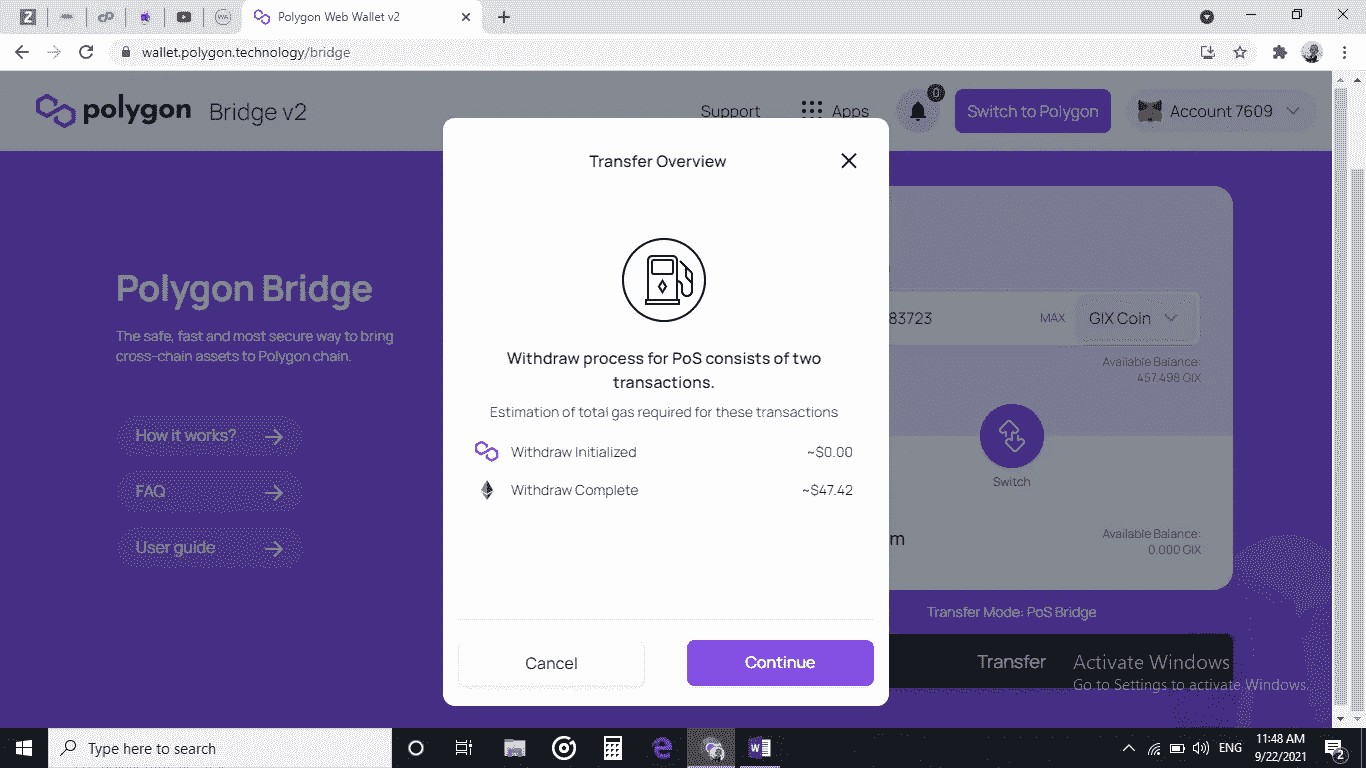 Polygon Web Wallet v2
wallet.polygon.technology/bridge
polygon Bridge v2
Support
Apps
0
Switch to Polygon
Account 7609
Transfer Overview
Polygon Bridge
The safe, fast and most secure way to bring
cross-chain assets to Polygon chain.
How it works?
FAQ
User guide
Withdraw process for PoS consists of two
transactions.
Estimation of total gas required for these transactions
Withdraw Initialized ~$0.00
Withdraw Complete ~$47.42
Cancel
Continue
83723
MAX
GIX Coin
Available Balance:
457.498 GIX
Switch
Available Balance:
0.000 GIX
Transfer Mode: PoS Bridge
Transfer
Activate Windows
Go to Settings to activate Windows.
Type here to search
ENG
11:48 AM
9/22/2021
2